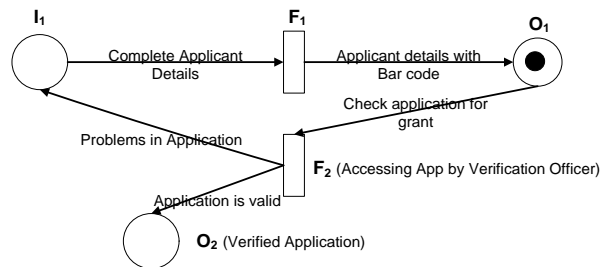 I1
F1
O1
Complete Applicant
Details
Applicant details with
Bar code
Check application for
grant
Problems in Application
F2 (Accessing App by Verification Officer)
Application is valid
O2 (Verified Application)